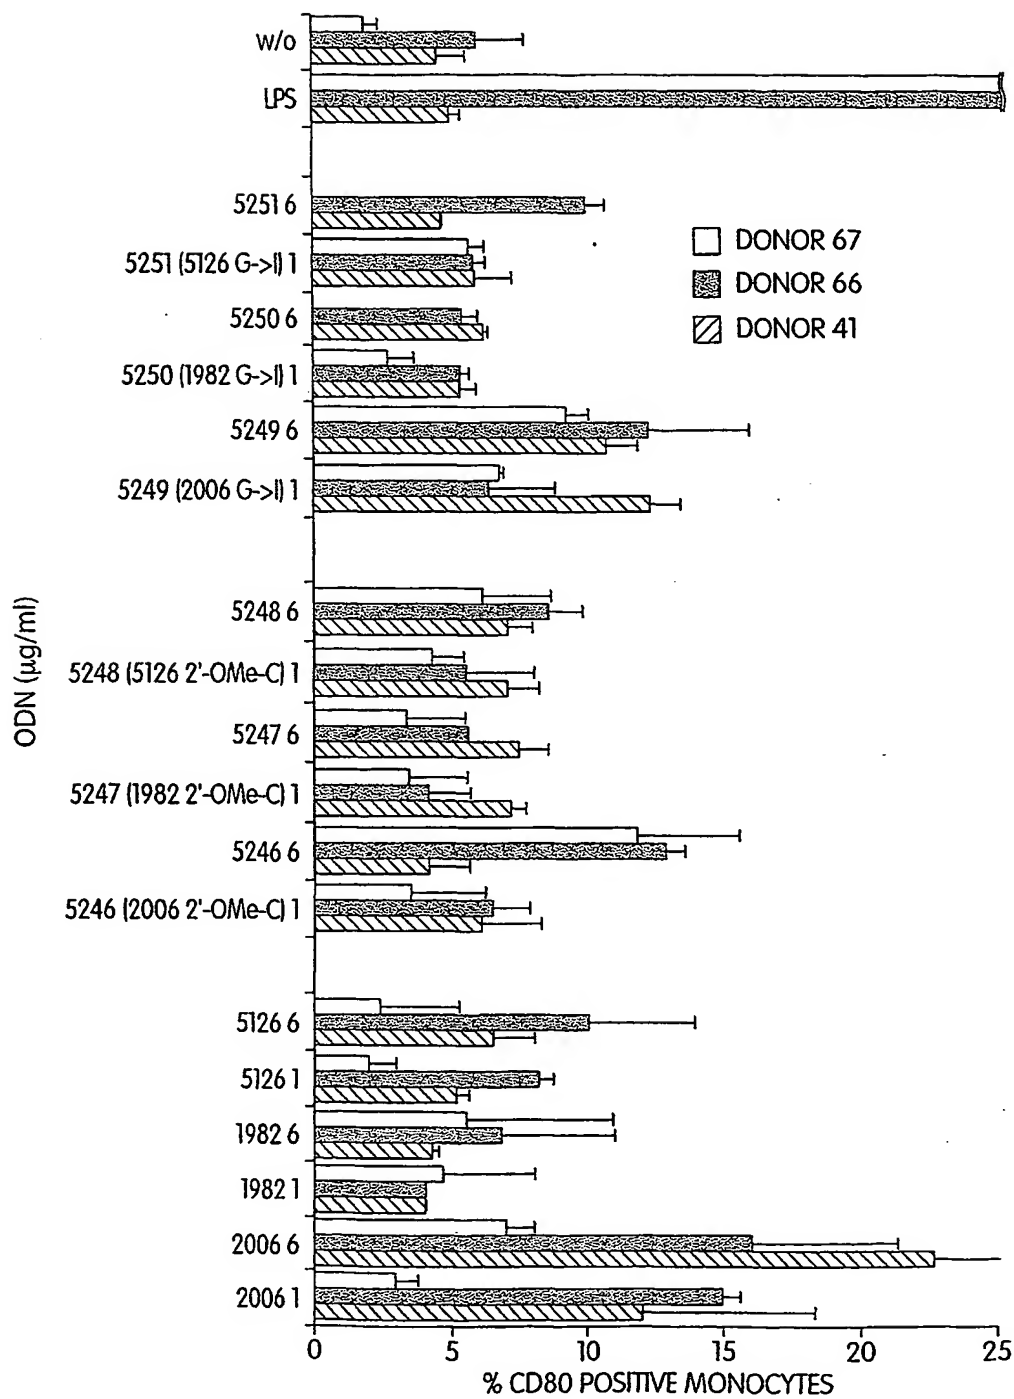 w/o
LPS
5251 6
5251 (5126 G->I) 1
5250 6
5250 (1982 G->I) 1
5249 6
5249 (2006 G->I) 1
5248 6
5248 (5126 2'-OMe-C) 1
5247 6
5247 (1982 2'-OMe-C) 1
5246 6
5246 (2006 2'-OMe-C) 1
5126 6
5126 1
1982 6
1982 1
2006 6
2006 1
ODN (µg/ml)
DONOR 67
DONOR 66
DONOR 41
0 5 10 15 20 25
% CD80 POSITIVE MONOCYTES